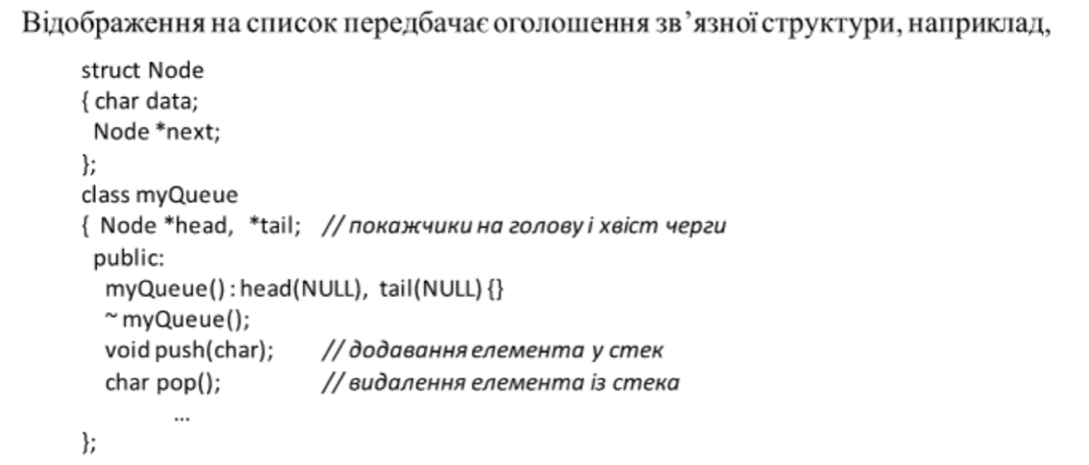 Відображення на список передбачає оголошення зв’язної структури, наприклад,
struct Node
{ char data;
Node *next;
};
class myQueue
{ Node *head, *tail; // покажчики на голову і хвіст черги
public:
myQueue() : head(NULL), tail(NULL) {}
~ myQueue();
void push(char); // додавання елемента у стек
char pop(); // видалення елемента із стека
...
};